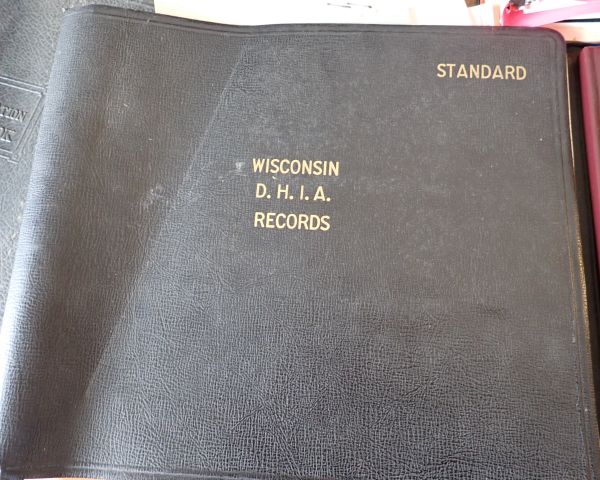 STANDARD
WISCONSIN
D. H. I. A.
RECORDS